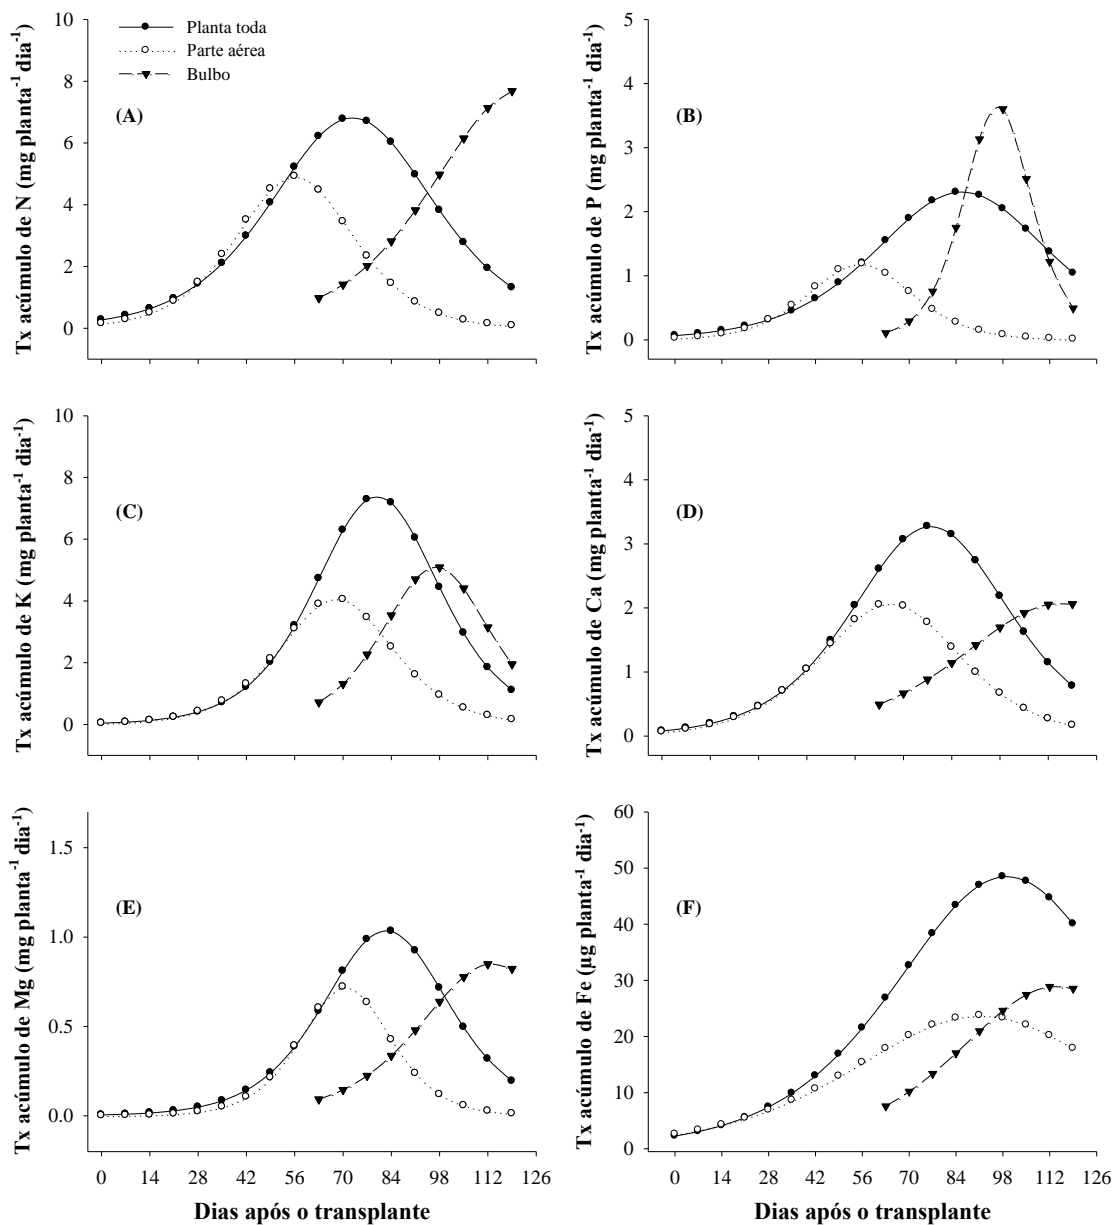 Planta toda
Parte aérea
Bulbo
(A)
Tx acúmulo de N (mg planta⁻¹ dia⁻¹)
10
8
6
4
2
0
(B)
Tx acúmulo de P (mg planta⁻¹ dia⁻¹)
5
4
3
2
1
0
(C)
Tx acúmulo de K (mg planta⁻¹ dia⁻¹)
10
8
6
4
2
0
(D)
Tx acúmulo de Ca (mg planta⁻¹ dia⁻¹)
5
4
3
2
1
0
(E)
Tx acúmulo de Mg (mg planta⁻¹ dia⁻¹)
1.5
1.0
0.5
0.0
0 14 28 42 56 70 84 98 112 126
Dias após o transplante
(F)
Tx acúmulo de Fe (µg planta⁻¹ dia⁻¹)
60
50
40
30
20
10
0
0 14 28 42 56 70 84 98 112 126
Dias após o transplante